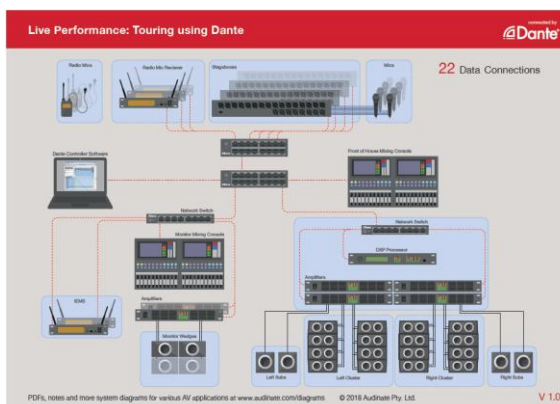 Live Performance: Touring using Dante
connected by
Dante
22 Data Connections
Radio Mics
Radio Mic Reciever
Stageboxes
Mics
Dante Controller Software
Front of House Mixing Console
Network Switch
Network Switch
Monitor Mixing Console
DSP Processor
Amplifiers
IEMS
Amplifiers
Monitor Wedges
Left Subs
Left Cluster
Right Cluster
Right Subs
PDFs, notes and more system diagrams for various AV applications at www.audinate.com/diagrams © 2018 Audinate Pty. Ltd.
V 1.0